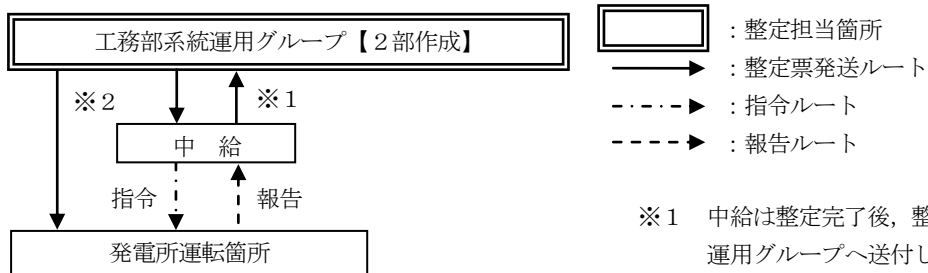 工務部系統運用グループ【２部作成】
：整定担当箇所
：整定票発送ルート
※２
※１
：指令ルート
中　給
：報告ルート
指令
報告
※１　中給は整定完了後，整
運用グループへ送付し
発電所運転箇所